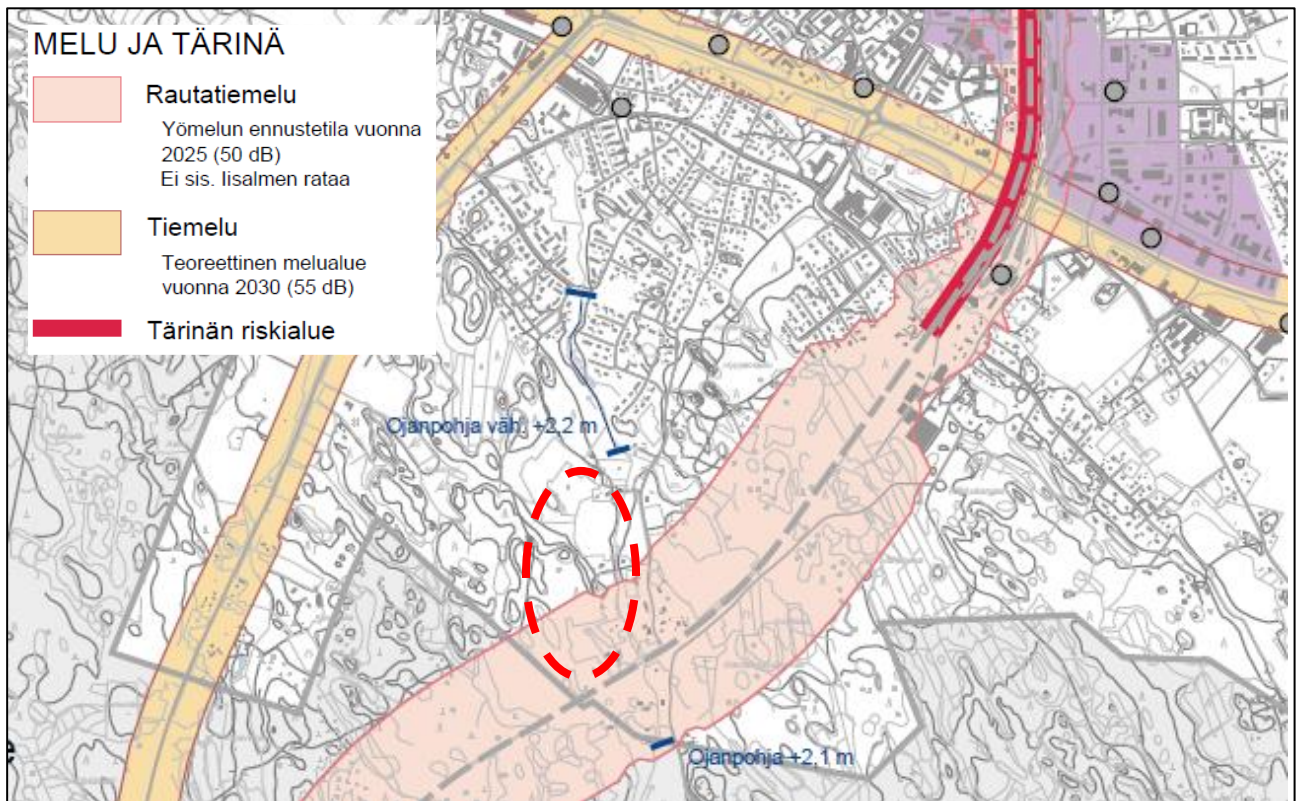 MELU JA TÄRINÄ
Rautatiemelu
Yömelun ennustetila vuonna
2025 (50 dB)
Ei sis. Iisalmen rataa
Tiemelu
Teoreettinen melualue
vuonna 2030 (55 dB)
Tärinän riskialue
Ojanpohja väh. +2,2 m
Ojanpohja +2,1 m